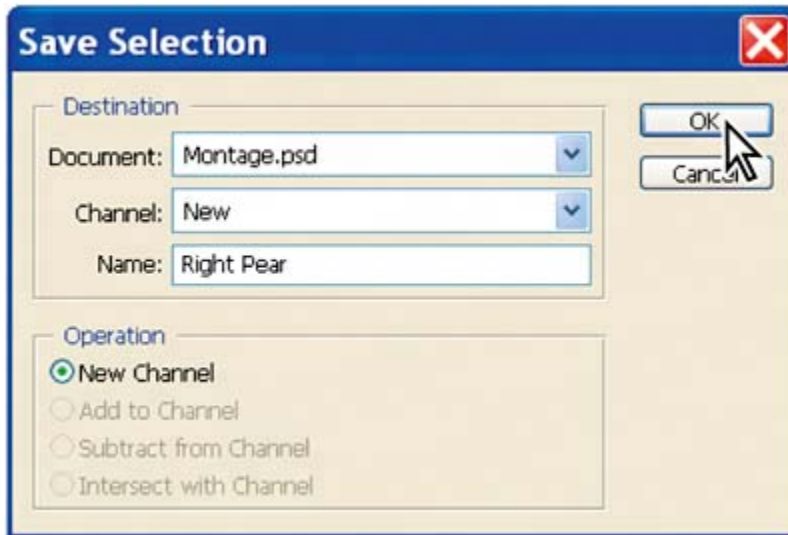 Save Selection
Destination
Document: Montage.psd
Channel: New
Name: Right Pear
OK
Cancel
Operation
New Channel
Add to Channel
Subtract from Channel
Intersect with Channel